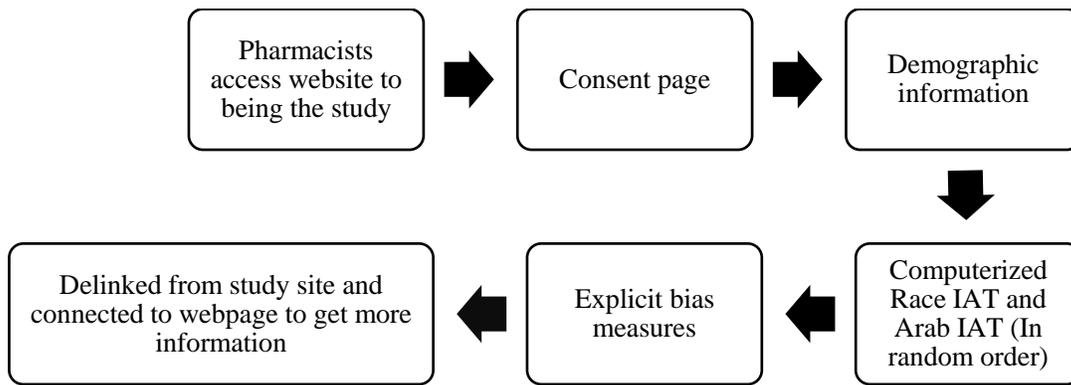 Pharmacists
access website to
being the study
Consent page
Demographic
information
Computerized
Race IAT and
Arab IAT (In
random order)
Explicit bias
measures
Delinked from study site and
connected to webpage to get more
information